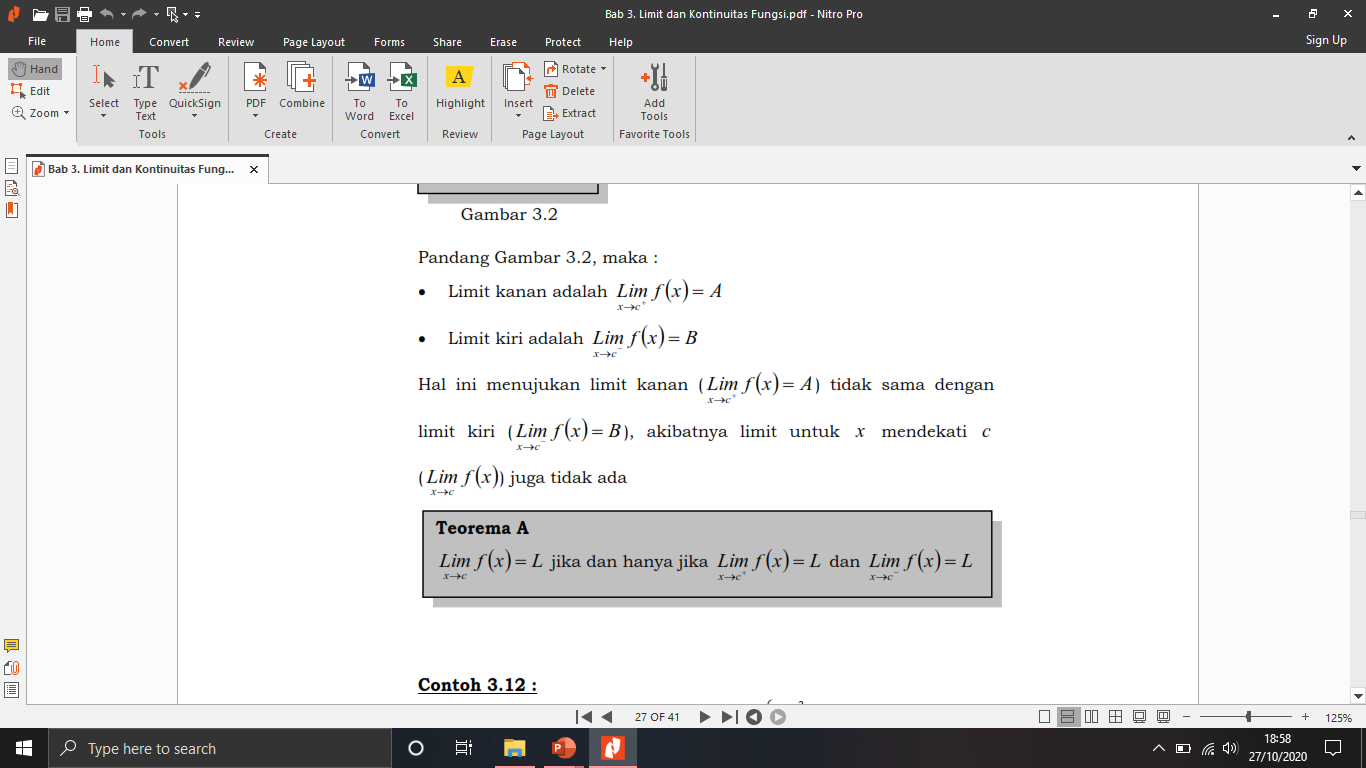 Bab 3. Limit dan Kontinuitas Fungsi.pdf - Nitro Pro
File Home Convert Review Page Layout Forms Share Erase Protect Help Sign Up
Hand
Edit
Zoom
Select
Type Text
QuickSign
Tools
PDF
Combine
Create
To Word
To Excel
Convert
Highlight
Review
Insert
Rotate
Delete
Extract
Page Layout
Add Tools
Favorite Tools
Bab 3. Limit dan Kontinuitas Fung...
Gambar 3.2
Pandang Gambar 3.2, maka :
• Limit kanan adalah Lim x→c⁺ f(x) = A
• Limit kiri adalah Lim x→c⁻ f(x) = B
Hal ini menujukan limit kanan (Lim x→c⁺ f(x) = A) tidak sama dengan
limit kiri (Lim x→c⁻ f(x) = B), akibatnya limit untuk x mendekati c
(Lim x→c f(x)) juga tidak ada
Teorema A
Lim x→c f(x) = L jika dan hanya jika Lim x→c⁺ f(x) = L dan Lim x→c⁻ f(x) = L
Contoh 3.12 :
27 OF 41
125%
Type here to search
18:58
27/10/2020